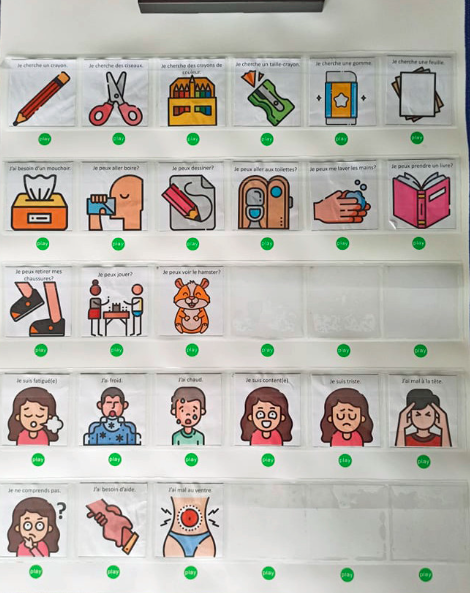 Je cherche un crayon.
Je cherche des ciseaux.
Je cherche des crayons de
couleur.
Je cherche un taille-crayon.
Je cherche une gomme.
Je cherche une feuille.
play play play play play play
J'ai besoin d'un mouchoir.
Je peux aller boire?
Je peux dessiner?
Je peux aller aux toilettes?
Je peux me laver les mains?
Je peux prendre un livre?
play play play play play play
Je peux retirer mes
chaussures?
Je peux jouer?
Je peux voir le hamster?
play play play play play play
Je suis fatigué(e).
J'ai froid.
J'ai chaud.
Je suis content(e).
Je suis triste.
J'ai mal à la tête.
play play play play play play
Je ne comprends pas.
?
J'ai besoin d'aide.
J'ai mal au ventre.
play play play play play play